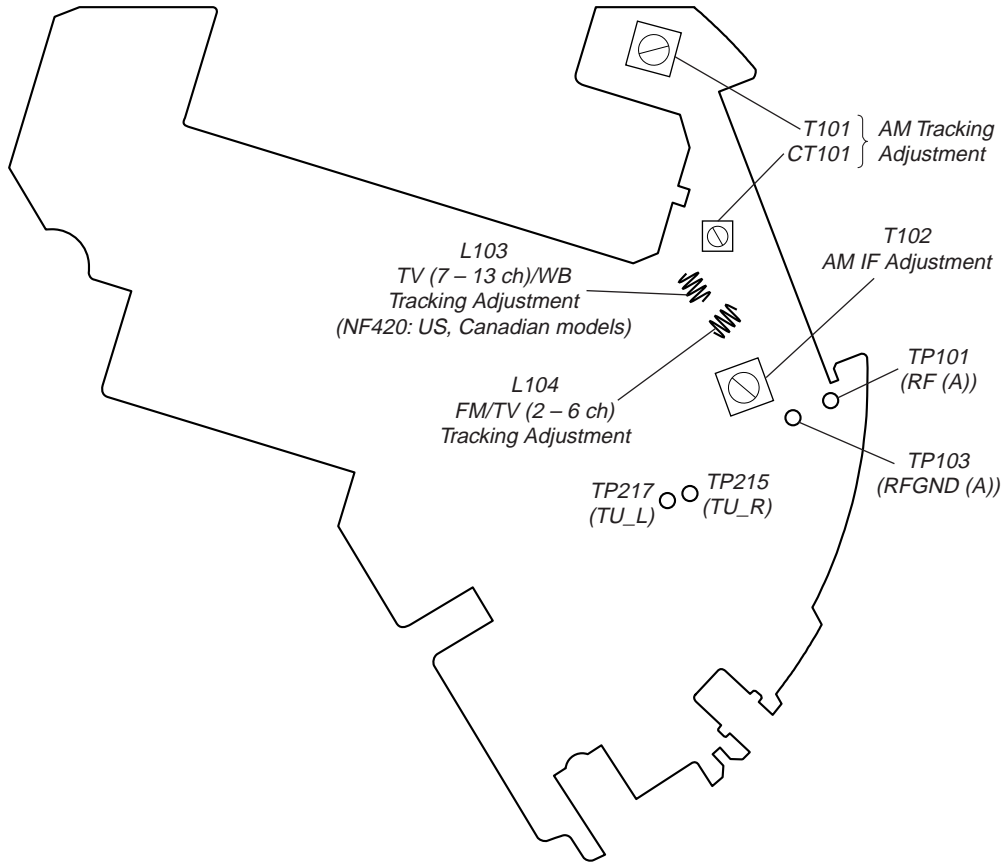 T101
CT101
AM Tracking
Adjustment
T102
AM IF Adjustment
L103
TV (7 – 13 ch)/WB
Tracking Adjustment
(NF420: US, Canadian models)
TP101
(RF (A))
L104
FM/TV (2 – 6 ch)
Tracking Adjustment
TP103
(RFGND (A))
TP217
(TU_L)
TP215
(TU_R)